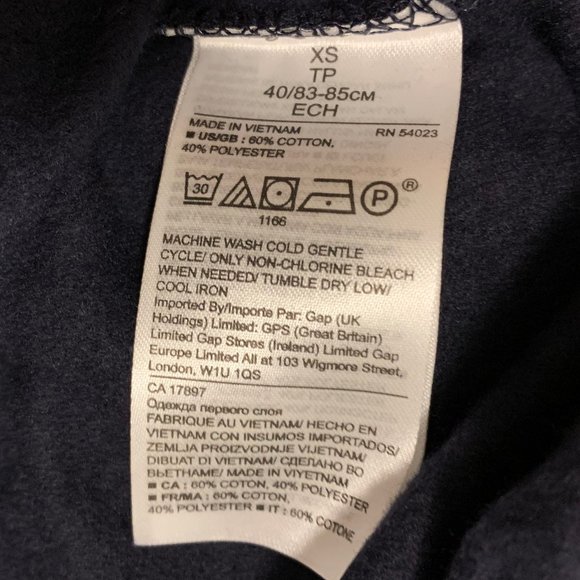 XS
TP
40/83-85CM
ECH
MADE IN VIETNAM RN 54023
■ US/GB : 60% COTTON,
40% POLYESTER
30 P ®
1166
MACHINE WASH COLD GENTLE
CYCLE/ ONLY NON-CHLORINE BLEACH
WHEN NEEDED/ TUMBLE DRY LOW/
COOL IRON
Imported By/Importe Par: Gap (UK
Holdings) Limited: GPS (Great Britain)
Limited Gap Stores (Ireland) Limited Gap
Europe Limited All at 103 Wigmore Street,
London, W1U 1QS
CA 17897
Одежда первого слоя
FABRIQUE AU VIETNAM/ HECHO EN
VIETNAM CON INSUMOS IMPORTADOS/
ZEMLJA PROIZVODNJE VIJETNAM/
DIBUAT DI VIETNAM/ СДЕЛАНО ВО
ВЬЕТНАМЕ/ MADE IN VIYETNAM
■ CA : 60% COTTON, 40% POLYESTER
■ FR/MA : 60% COTON,
40% POLYESTER ■ IT : 60% COTONE